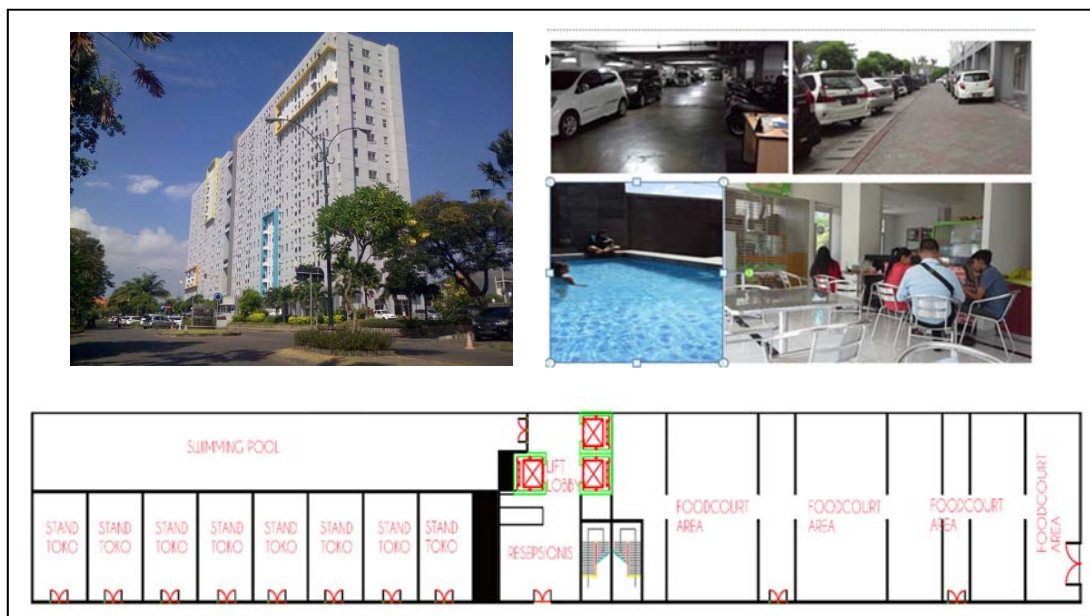 SWIMMING POOL
LIFT
LOBBY
STAND
TOKO
STAND
TOKO
STAND
TOKO
STAND
TOKO
STAND
TOKO
STAND
TOKO
STAND
TOKO
STAND
TOKO
RESEPSIONIS
FOODCOURT
AREA
FOODCOURT
AREA
FOODCOURT
AREA
FOODCOURT
AREA